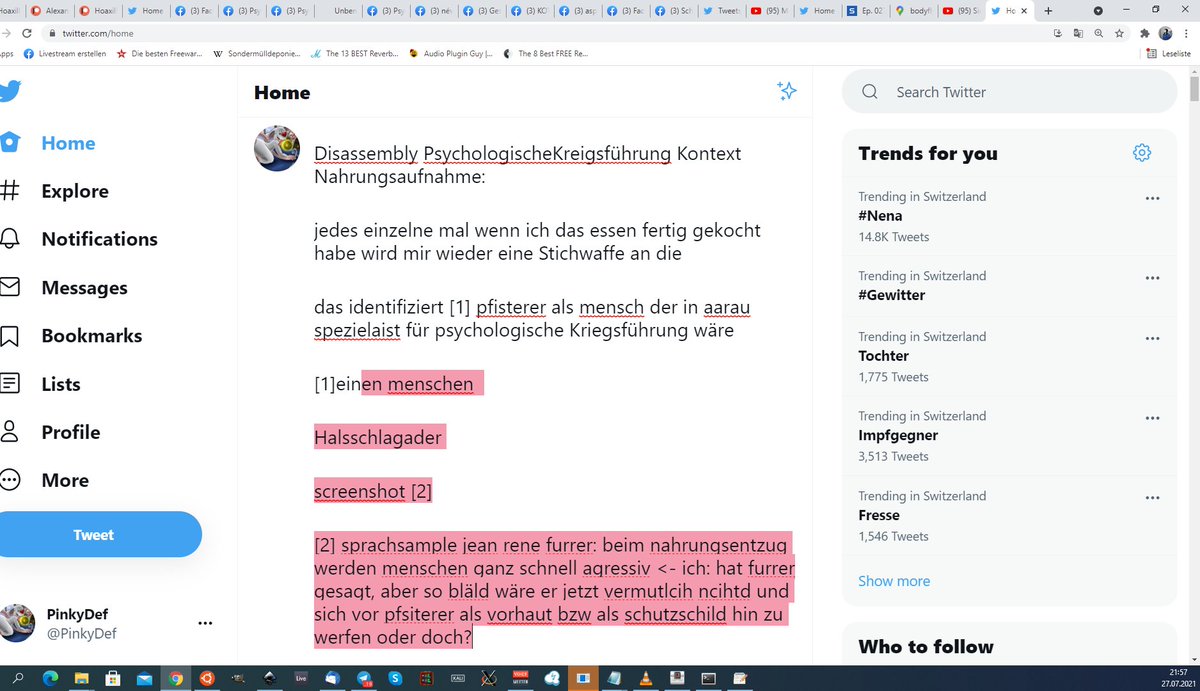 Hoaxil
Alexan
Hoaxil
Home
(3) Fac
(3) Psy
(3) Psy
Unben
(3) Psy
(3) név
(3) Ge
(3) KO
(3) asp
(3) Fac
(3) Sch
Tweets
(95) M
Home
Ep. 02
bodyfl
(95) Si
Ho
twitter.com/home
Apps
Livestream erstellen
Die besten Freewar...
Sondermülldeponie...
The 13 BEST Reverb...
Audio Plugin Guy |...
The 8 Best FREE Re...
Leseliste
Home
Explore
Notifications
Messages
Bookmarks
Lists
Profile
More
Tweet
PinkyDef
@PinkyDef
Home
Disassembly PsychologischeKreigsführung Kontext
Nahrungsaufnahme:
jedes einzelne mal wenn ich das essen fertig gekocht
habe wird mir wieder eine Stichwaffe an die
das identifiziert [1] pfisterer als mensch der in aarau
spezielaist für psychologische Kriegsführung wäre
[1]einen menschen
Halsschlagader
screenshot [2]
[2] sprachsample jean rene furrer: beim nahrungsentzug
werden menschen ganz schnell agressiv <- ich: hat furrer
gesagt, aber so bläld wäre er jetzt vermutlcih ncihtd und
sich vor pfsiterer als vorhaut bzw als schutzschild hin zu
werfen oder doch?
Search Twitter
Trends for you
Trending in Switzerland
#Nena
14.8K Tweets
Trending in Switzerland
#Gewitter
Trending in Switzerland
Tochter
1,775 Tweets
Trending in Switzerland
Impfgegner
3,513 Tweets
Trending in Switzerland
Fresse
1,546 Tweets
Show more
Who to follow
Live
KALI
21:57
27.07.2021